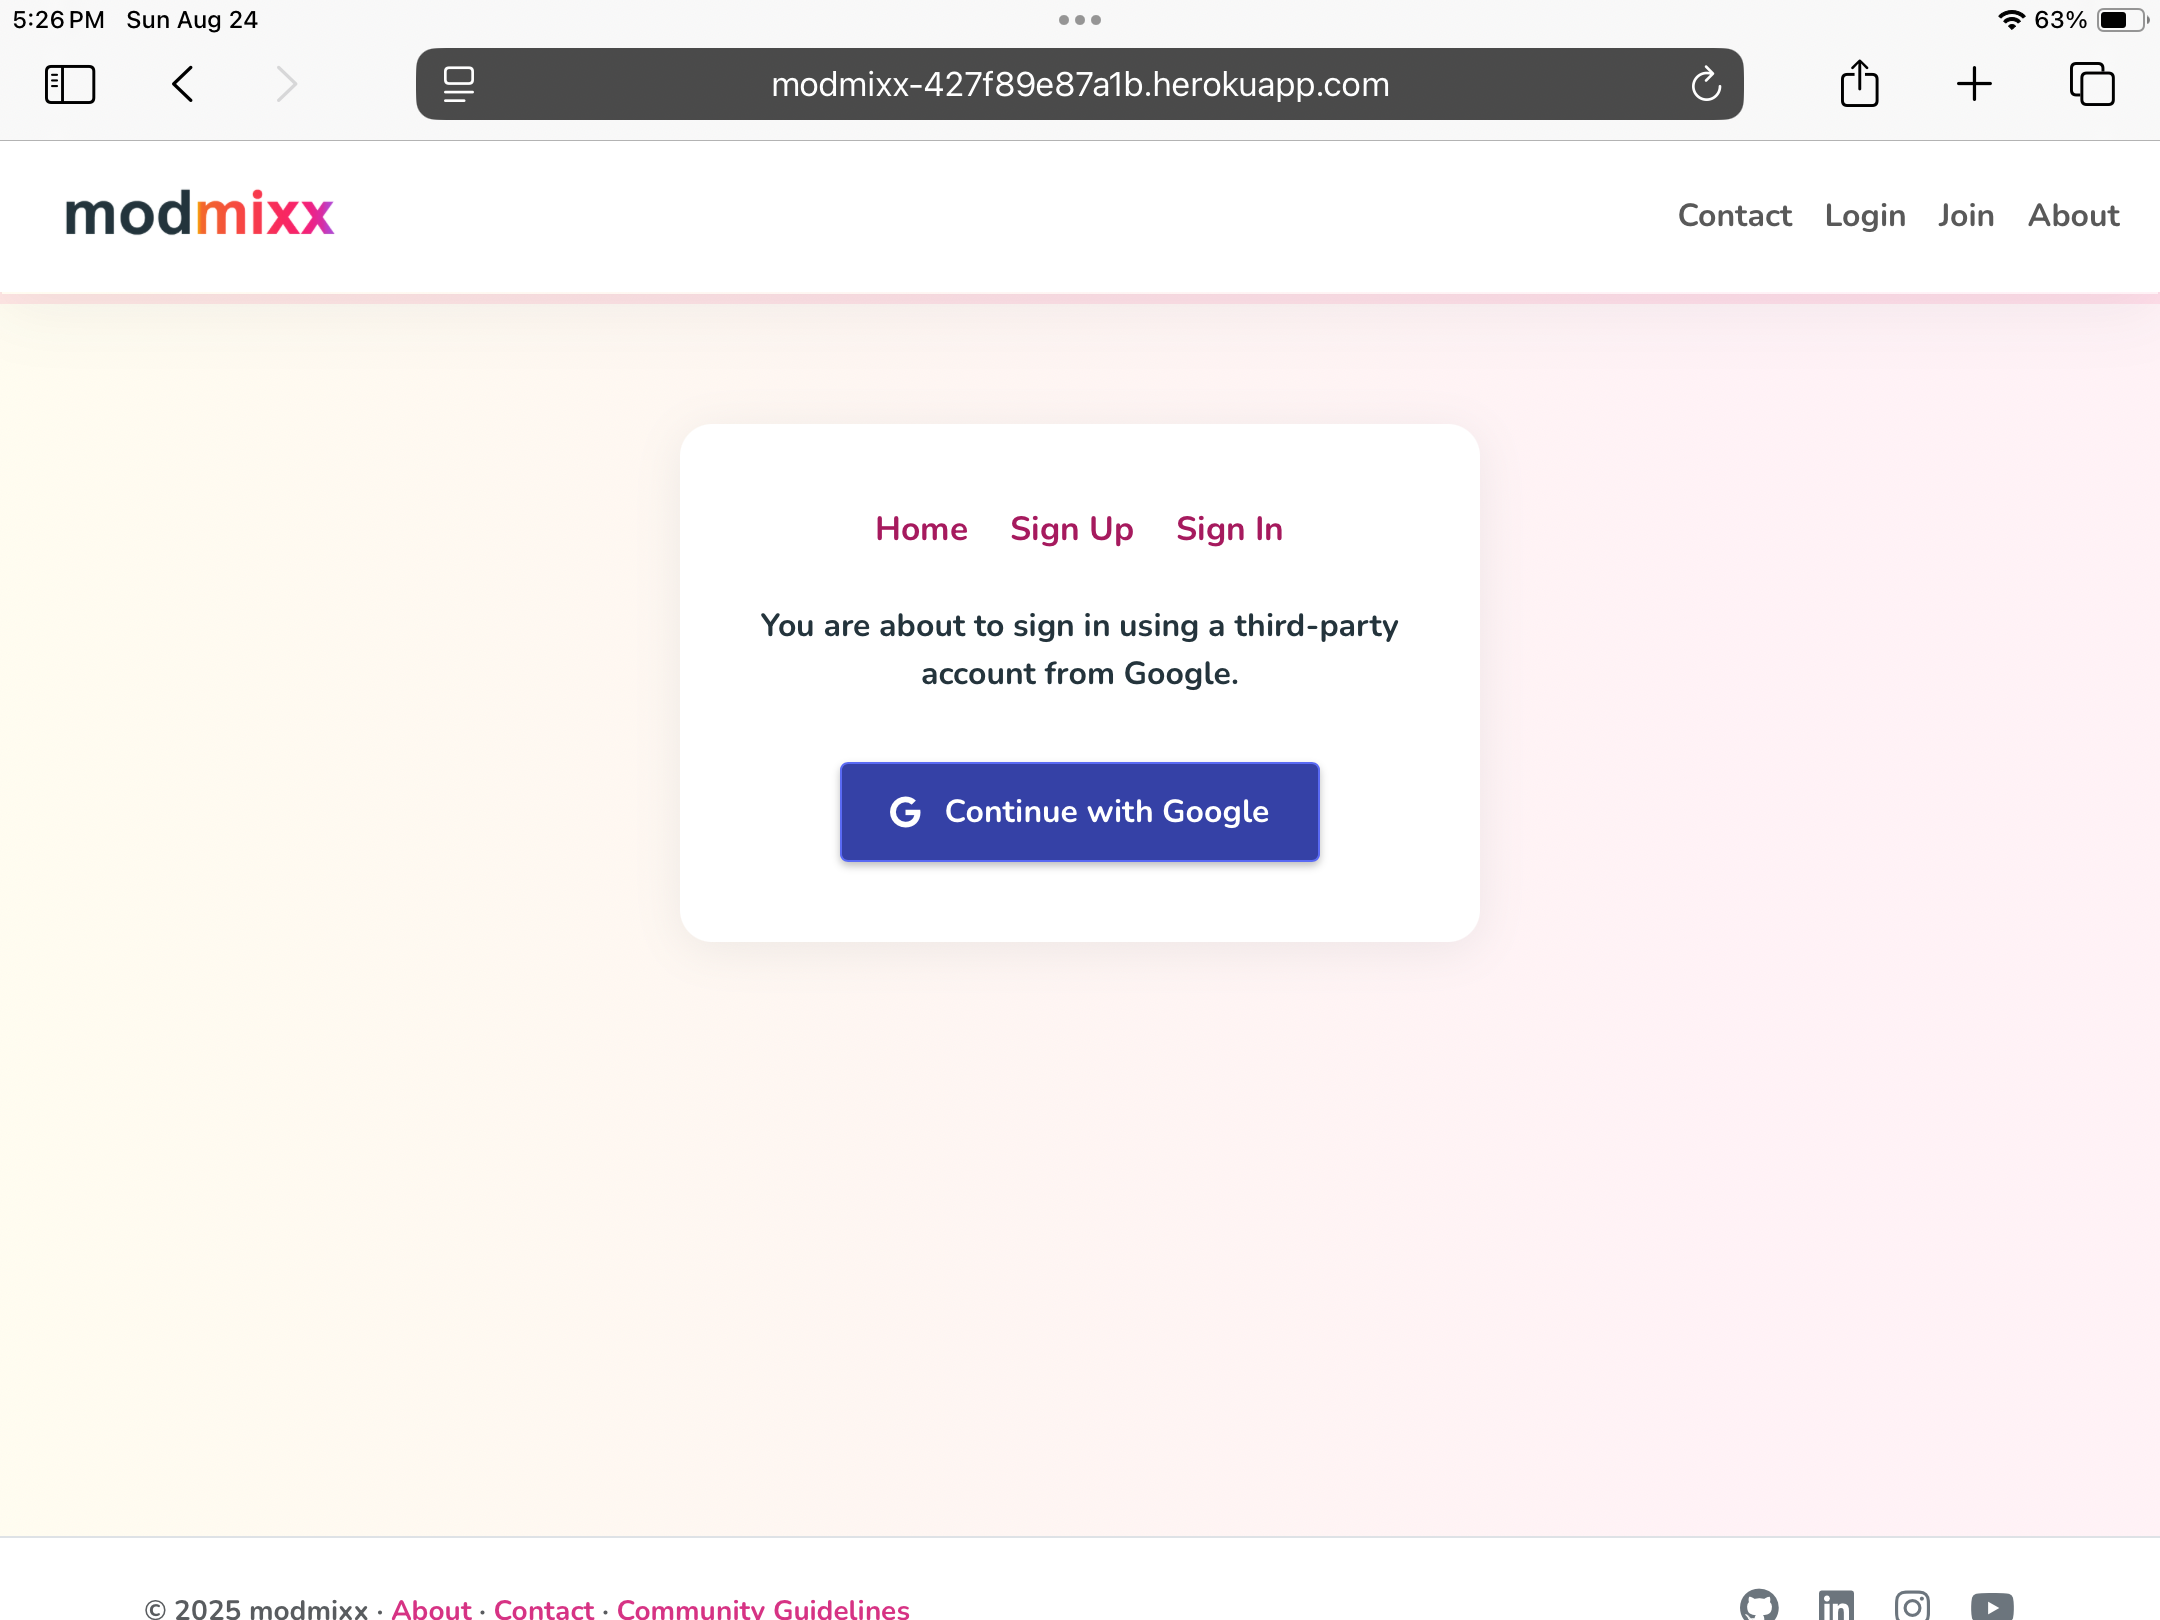 5:26 PM Sun Aug 24
63%
modmixx-427f89e87a1b.herokuapp.com
modmixx
Contact Login Join About
Home Sign Up Sign In
You are about to sign in using a third-party
account from Google.
G Continue with Google
© 2025 modmixx · About · Contact · Community Guidelines
in